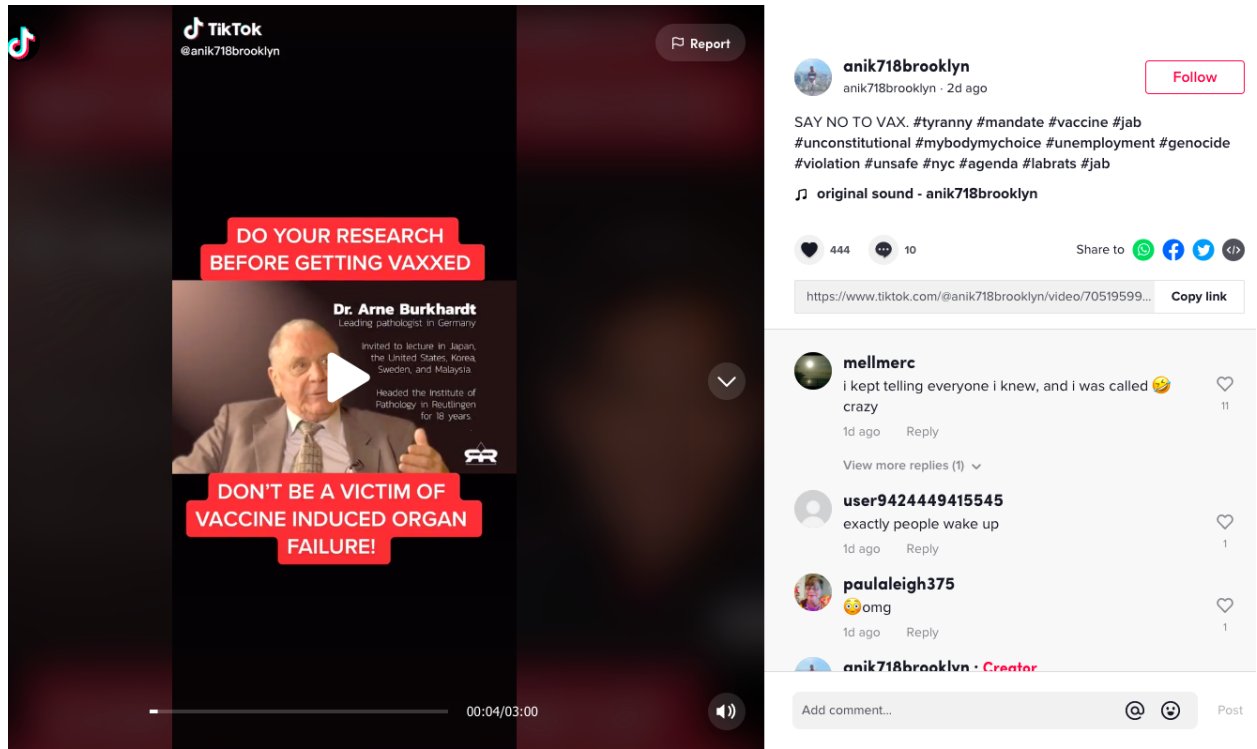 TikTok
@anik718brooklyn
Report
DO YOUR RESEARCH
BEFORE GETTING VAXXED
Dr. Arne Burkhardt
Leading pathologist in Germany
Invited to lecture in Japan,
the United States, Korea,
Sweden, and Malaysia.
Headed the Institute of
Pathology in Reutlingen
for 18 years.
DON'T BE A VICTIM OF
VACCINE INDUCED ORGAN
FAILURE!
00:04/03:00
anik718brooklyn
anik718brooklyn · 2d ago
Follow
SAY NO TO VAX. #tyranny #mandate #vaccine #jab
#unconstitutional #mybodymychoice #unemployment #genocide
#violation #unsafe #nyc #agenda #labrats #jab
original sound - anik718brooklyn
444
10
Share to
https://www.tiktok.com/@anik718brooklyn/video/70519599...
Copy link
mellmerc
i kept telling everyone i knew, and i was called 🤣
crazy
11
1d ago Reply
View more replies (1)
user9424449415545
exactly people wake up
1
1d ago Reply
paulaleigh375
😳omg
1
1d ago Reply
anik718brooklyn · Creator
Add comment...
Post